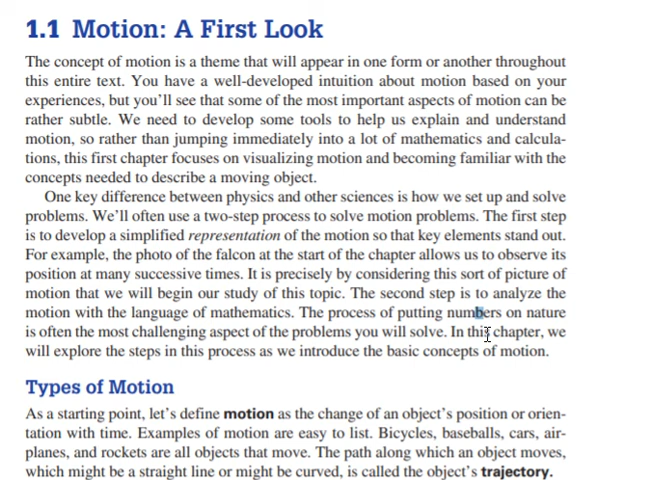 1.1 Motion: A First Look
The concept of motion is a theme that will appear in one form or another throughout
this entire text. You have a well-developed intuition about motion based on your
experiences, but you'll see that some of the most important aspects of motion can be
rather subtle. We need to develop some tools to help us explain and understand
motion, so rather than jumping immediately into a lot of mathematics and calcula-
tions, this first chapter focuses on visualizing motion and becoming familiar with the
concepts needed to describe a moving object.
One key difference between physics and other sciences is how we set up and solve
problems. We'll often use a two-step process to solve motion problems. The first step
is to develop a simplified representation of the motion so that key elements stand out.
For example, the photo of the falcon at the start of the chapter allows us to observe its
position at many successive times. It is precisely by considering this sort of picture of
motion that we will begin our study of this topic. The second step is to analyze the
motion with the language of mathematics. The process of putting numbers on nature
is often the most challenging aspect of the problems you will solve. In this chapter, we
will explore the steps in this process as we introduce the basic concepts of motion.
Types of Motion
As a starting point, let's define motion as the change of an object's position or orien-
tation with time. Examples of motion are easy to list. Bicycles, baseballs, cars, air-
planes, and rockets are all objects that move. The path along which an object moves,
which might be a straight line or might be curved, is called the object's trajectory.